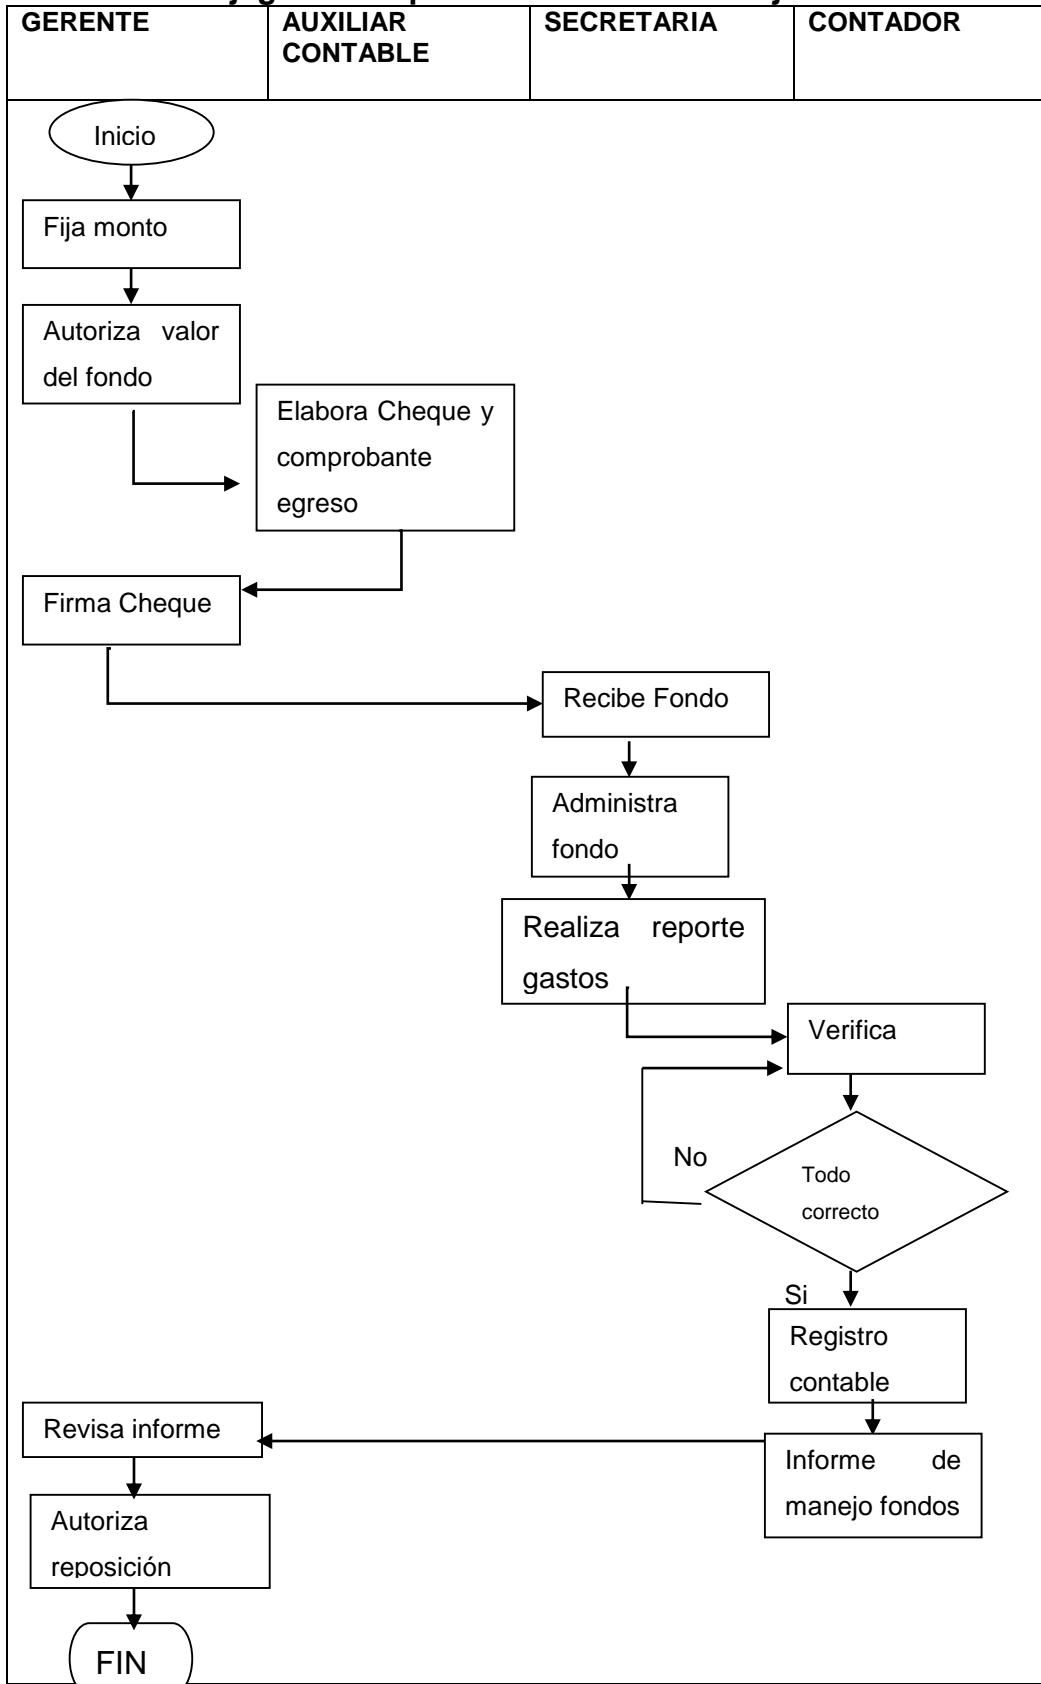 GERENTE
AUXILIAR
CONTABLE
SECRETARIA
CONTADOR
Inicio
Fija monto
Autoriza valor
del fondo
Elabora Cheque y
comprobante
egreso
Firma Cheque
Recibe Fondo
Administra
fondo
Realiza reporte
gastos
Verifica
No
Todo
correcto
Si
Registro
contable
Revisa informe
Informe de
manejo fondos
Autoriza
reposición
FIN